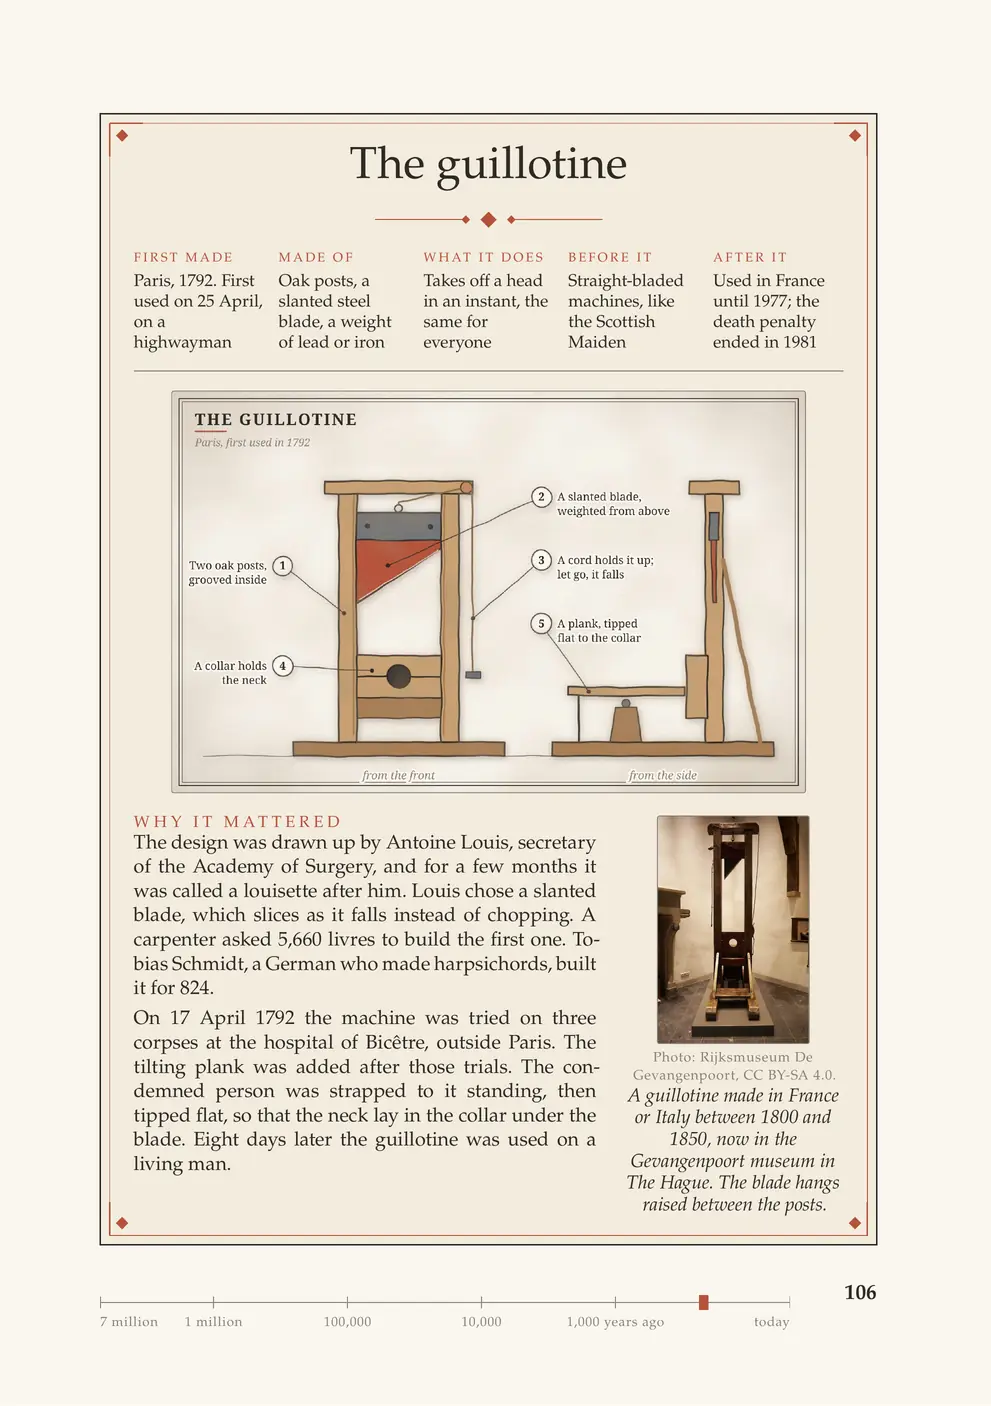 The guillotine
FIRST MADE
Paris, 1792. First
used on 25 April,
on a
highwayman
MADE OF
Oak posts, a
slanted steel
blade, a weight
of lead or iron
WHAT IT DOES
Takes off a head
in an instant, the
same for
everyone
BEFORE IT
Straight-bladed
machines, like
the Scottish
Maiden
AFTER IT
Used in France
until 1977; the
death penalty
ended in 1981
THE GUILLOTINE
Paris, first used in 1792
Two oak posts,
grooved inside
1
2
A slanted blade,
weighted from above
3
A cord holds it up;
let go, it falls
A collar holds
the neck
4
5
A plank, tipped
flat to the collar
from the front
from the side
WHY IT MATTERED
The design was drawn up by Antoine Louis, secretary
of the Academy of Surgery, and for a few months it
was called a louisette after him. Louis chose a slanted
blade, which slices as it falls instead of chopping. A
carpenter asked 5,660 livres to build the first one. To-
bias Schmidt, a German who made harpsichords, built
it for 824.
On 17 April 1792 the machine was tried on three
corpses at the hospital of Bicêtre, outside Paris. The
tilting plank was added after those trials. The con-
demned person was strapped to it standing, then
tipped flat, so that the neck lay in the collar under the
blade. Eight days later the guillotine was used on a
living man.
Photo: Rijksmuseum De
Gevangenpoort, CC BY-SA 4.0.
A guillotine made in France
or Italy between 1800 and
1850, now in the
Gevangenpoort museum in
The Hague. The blade hangs
raised between the posts.
106
7 million
1 million
100,000
10,000
1,000 years ago
today